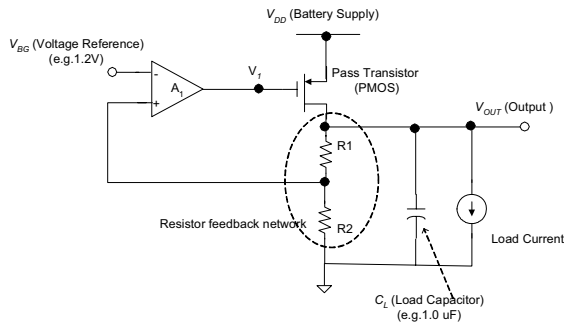 V_DD (Battery Supply)
V_BG (Voltage Reference)
(e.g.1.2V)
-
+
A_1
V_1
Pass Transistor
(PMOS)
V_OUT (Output )
R1
R2
Resistor feedback network
Load Current
C_L (Load Capacitor)
(e.g.1.0 uF)